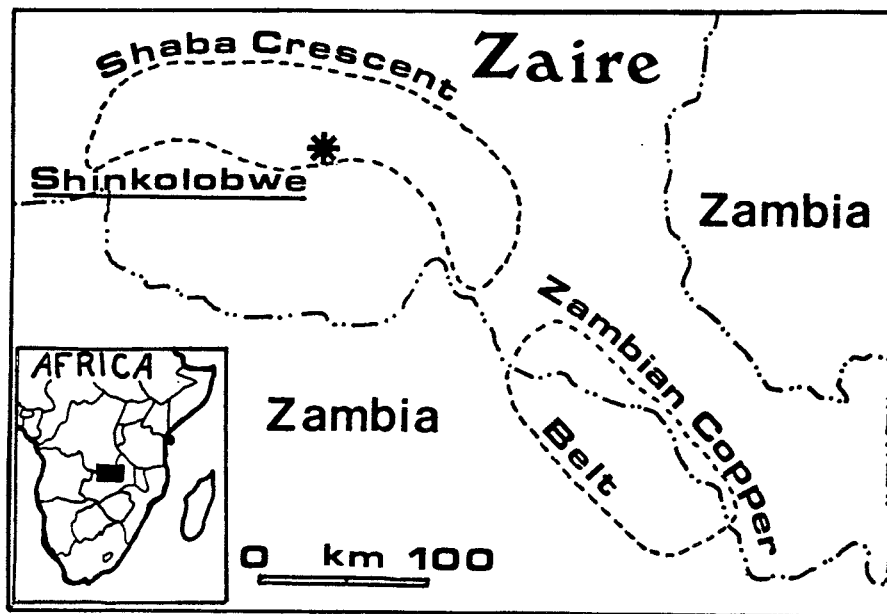 Shaba Crescent
Zaire
Shinkolobwe
Zambia
Zambian Copper
Belt
Zambia
AFRICA
0 km 100